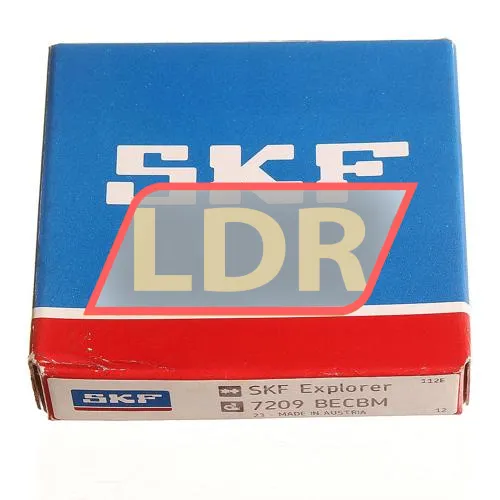 SKF
LDR
SKF
SKF Explorer
112E
7209 BECBM
23 - MADE IN AUSTRIA
12